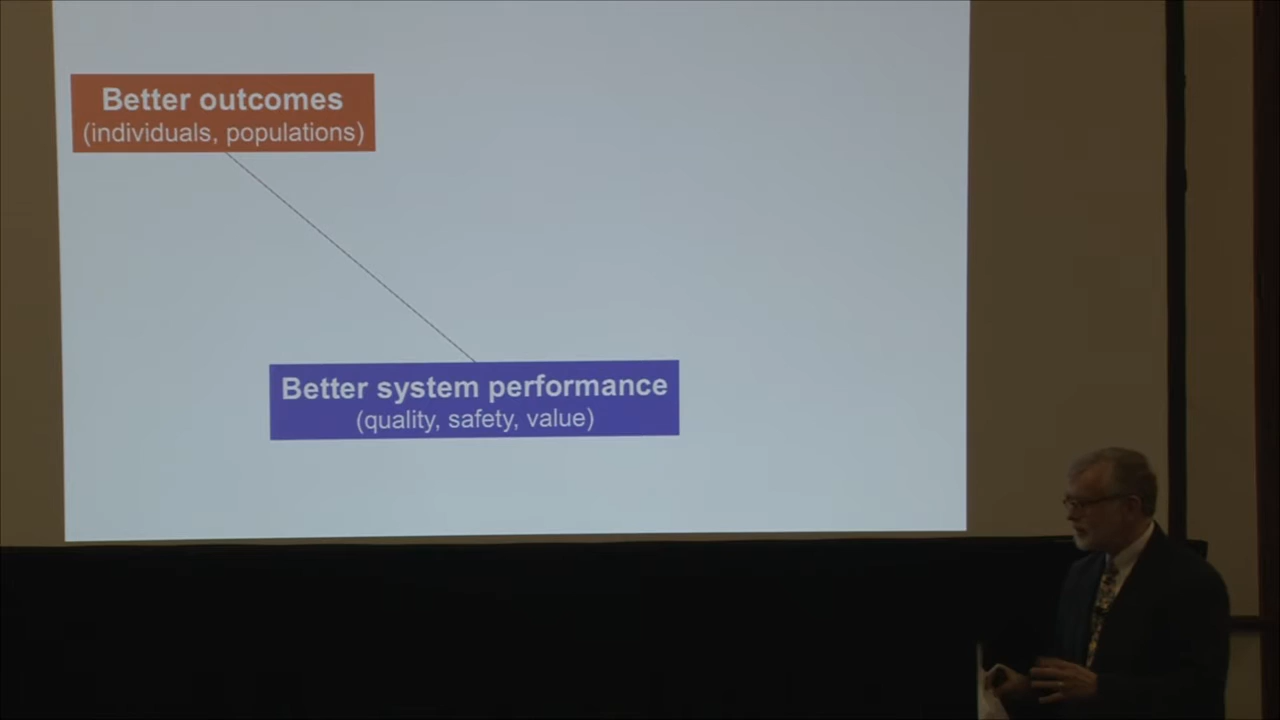 Better outcomes
(individuals, populations)
Better system performance
(quality, safety, value)